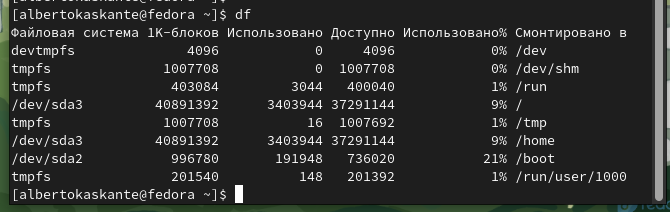 [albertokaskante@fedora ~]$
[albertokaskante@fedora ~]$ df
Файловая система 1K-блоков Использовано Доступно Использовано% Смонтировано в
devtmpfs 4096 0 4096 0% /dev
tmpfs 1007708 0 1007708 0% /dev/shm
tmpfs 403084 3044 400040 1% /run
/dev/sda3 40891392 3403944 37291144 9% /
tmpfs 1007708 16 1007692 1% /tmp
/dev/sda3 40891392 3403944 37291144 9% /home
/dev/sda2 996780 191948 736020 21% /boot
tmpfs 201540 148 201392 1% /run/user/1000
[albertokaskante@fedora ~]$